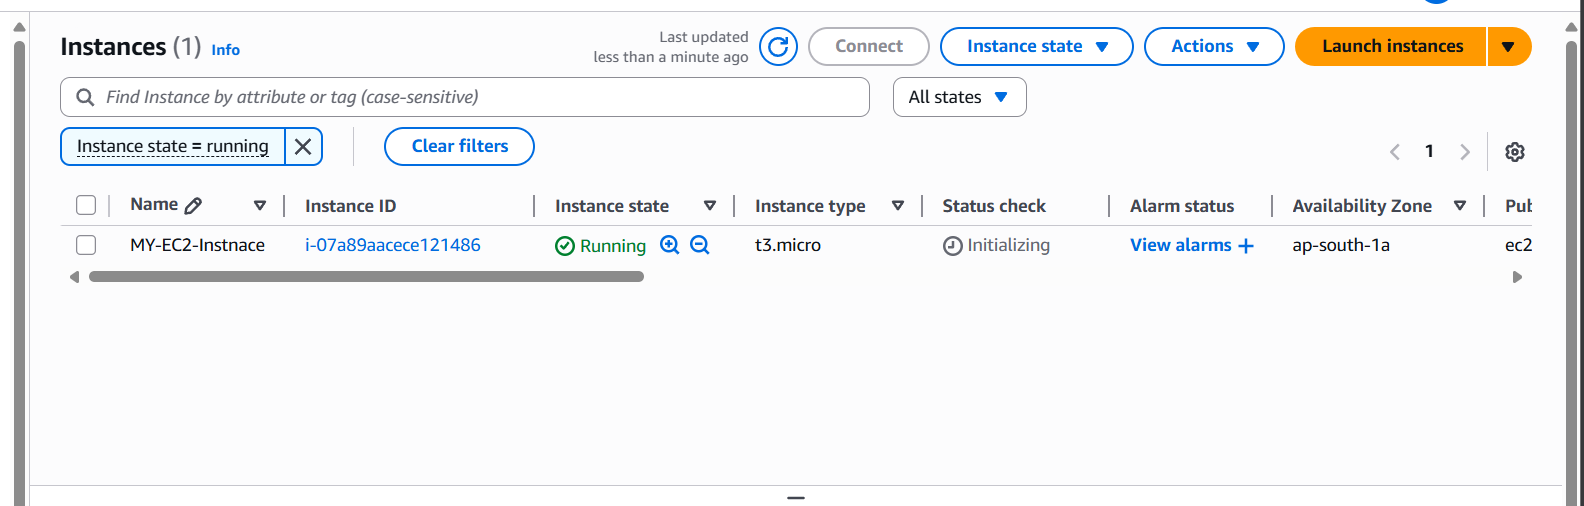 Instances (1) Info
Last updated
less than a minute ago
Connect
Instance state
Actions
Launch instances
Find Instance by attribute or tag (case-sensitive)
All states
Instance state = running
Clear filters
1
Name Instance ID Instance state Instance type Status check Alarm status Availability Zone Pub
MY-EC2-Instnace i-07a89aacece121486 Running t3.micro Initializing View alarms + ap-south-1a ec2